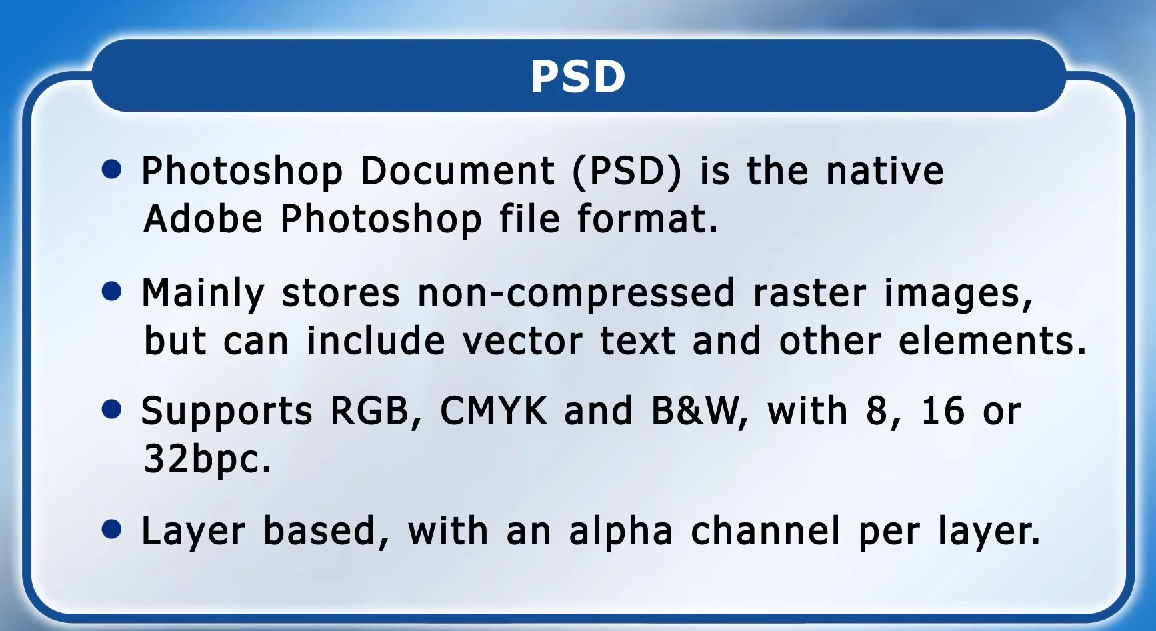 PSD
Photoshop Document (PSD) is the native
Adobe Photoshop file format.
Mainly stores non-compressed raster images,
but can include vector text and other elements.
Supports RGB, CMYK and B&W, with 8, 16 or
32bpc.
Layer based, with an alpha channel per layer.